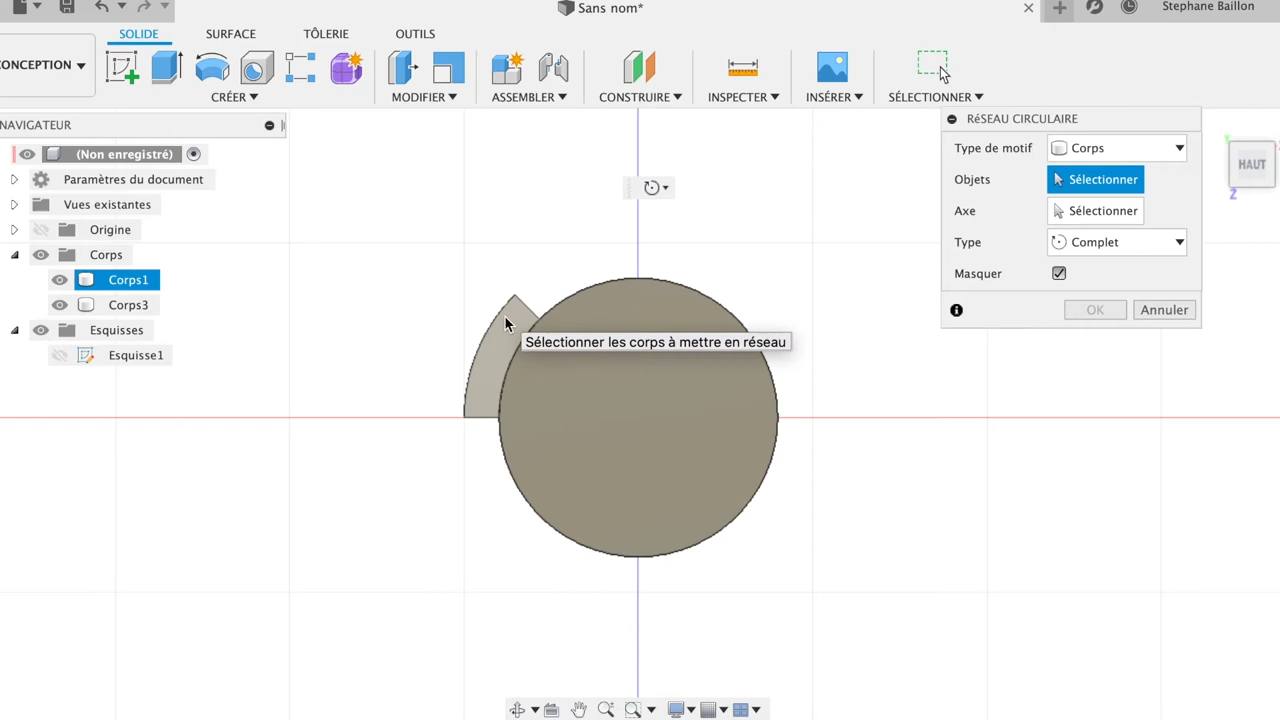 Sans nom*
Stephane Baillon
CONCEPTION
SOLIDE
SURFACE
TÔLERIE
OUTILS
CRÉER
MODIFIER
ASSEMBLER
CONSTRUIRE
INSPECTER
INSÉRER
SÉLECTIONNER
NAVIGATEUR
(Non enregistré)
Paramètres du document
Vues existantes
Origine
Corps
Corps1
Corps3
Esquisses
Esquisse1
RéSEAU CIRCULAIRE
Type de motif
Corps
Objets
Sélectionner
Axe
Sélectionner
Type
Complet
Masquer
OK
Annuler
HAUT
Z
Sélectionner les corps à mettre en réseau